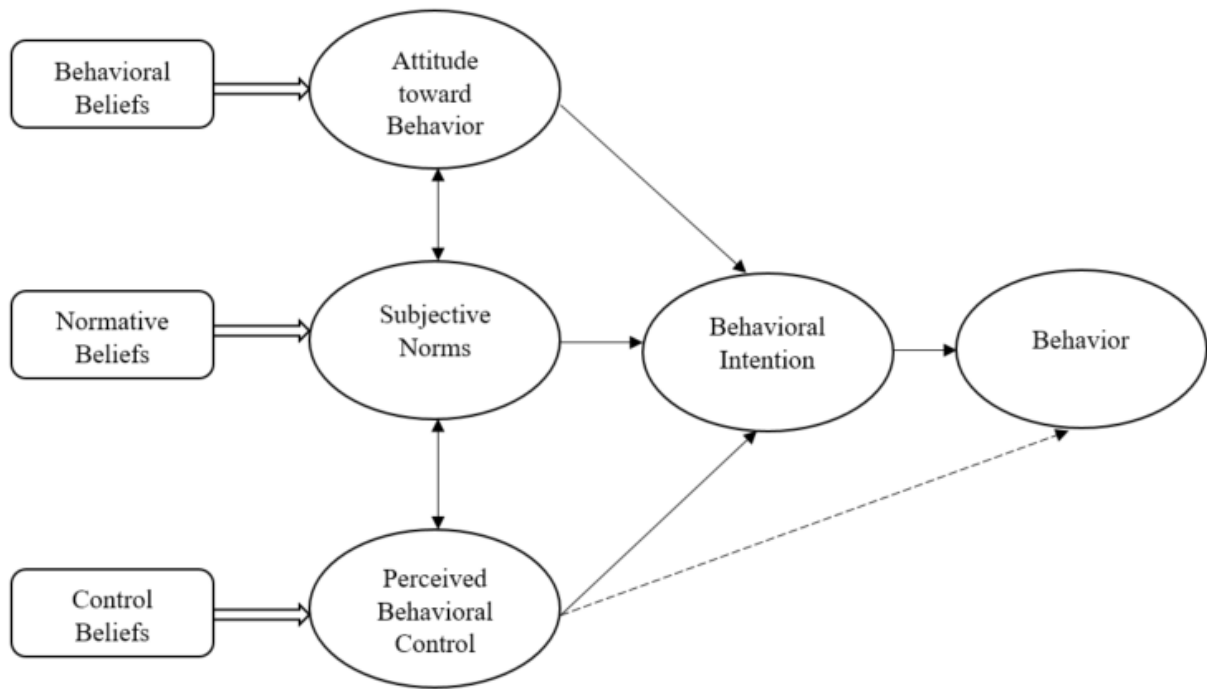 Behavioral
Beliefs
Attitude
toward
Behavior
Normative
Beliefs
Subjective
Norms
Behavioral
Intention
Behavior
Control
Beliefs
Perceived
Behavioral
Control